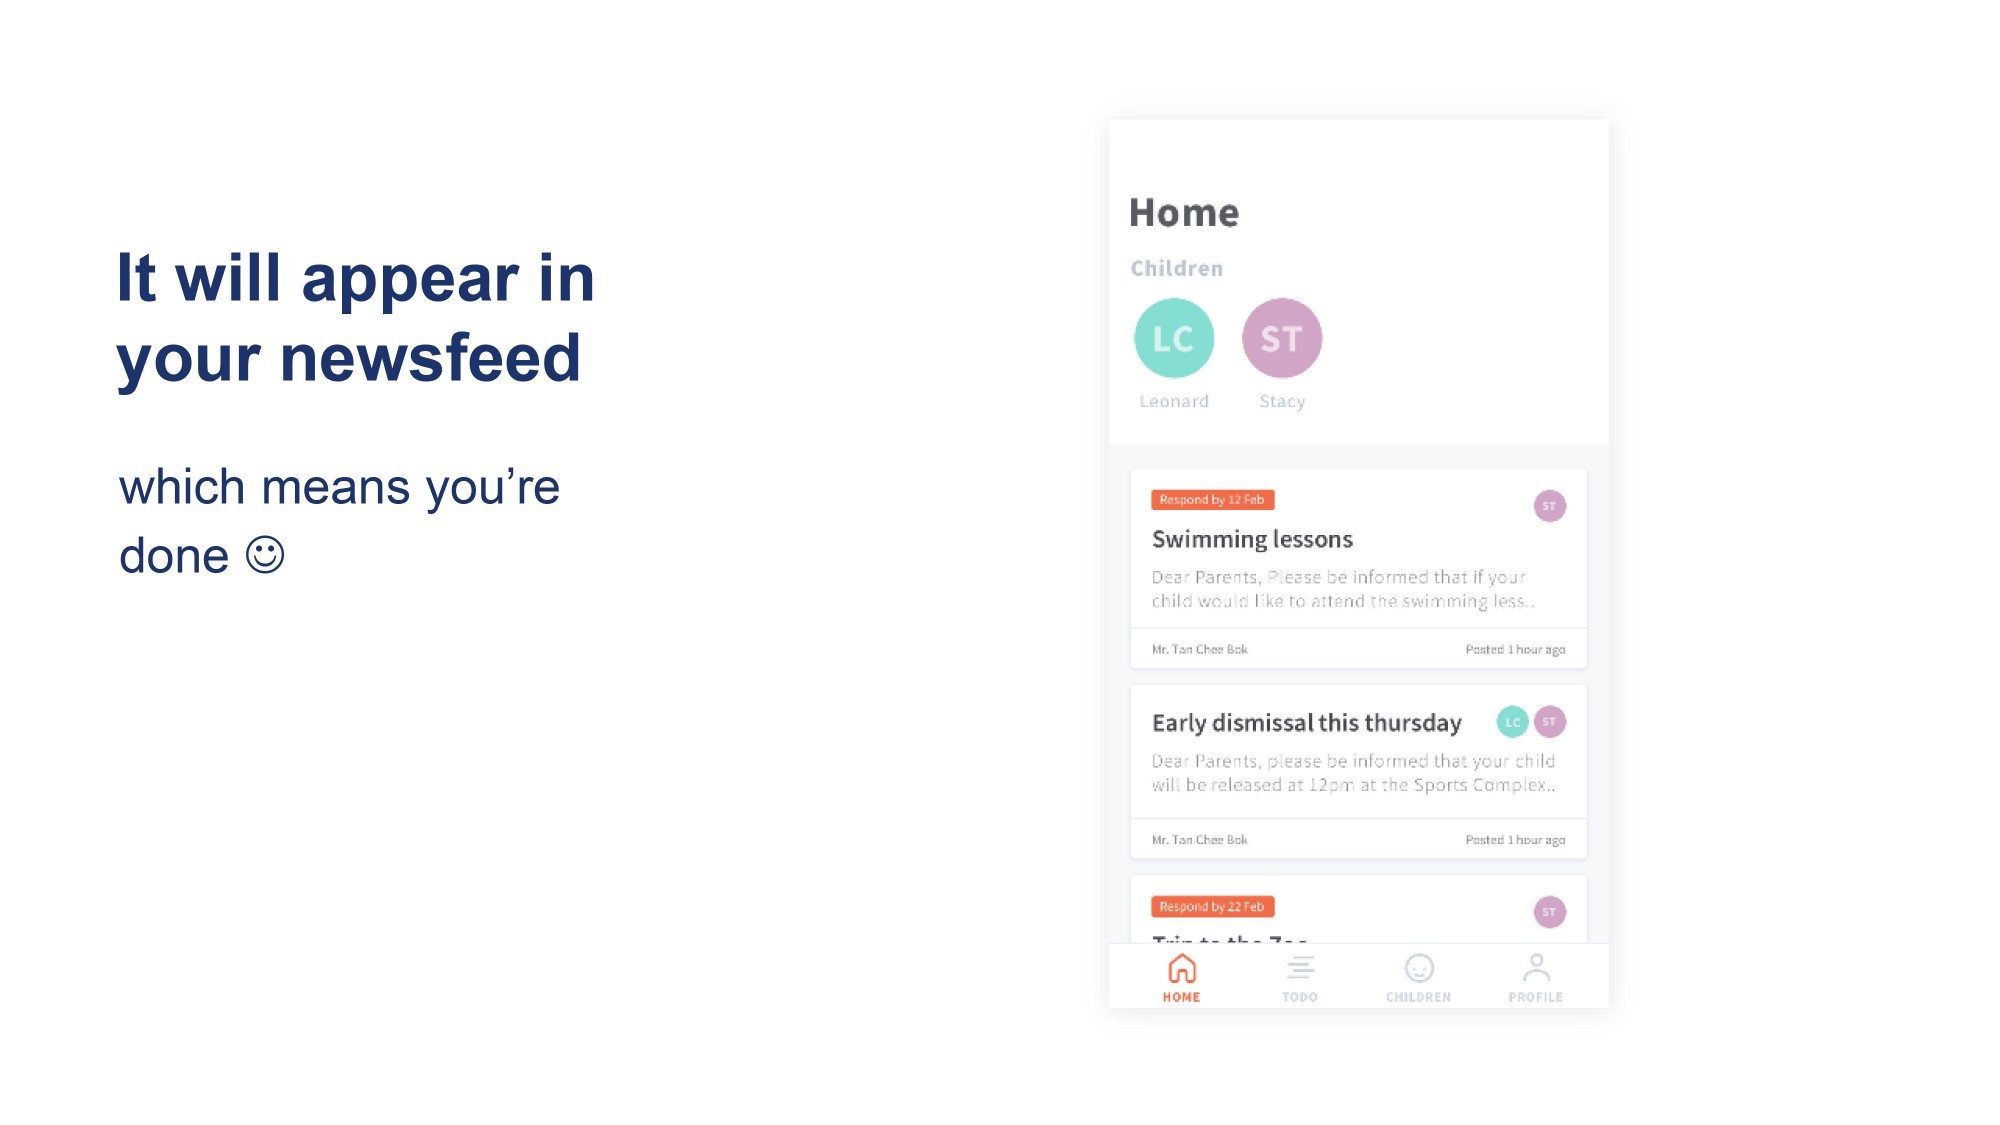 It will appear in
your newsfeed
which means you’re
done ☺
Home
Children
LC ST
Leonard Stacy
Respond by 12 Feb ST
Swimming lessons
Dear Parents, Please be informed that if your
child would like to attend the swimming less..
Mr. Tan Chee Bok Posted 1 hour ago
Early dismissal this thursday LC ST
Dear Parents, please be informed that your child
will be released at 12pm at the Sports Complex..
Mr. Tan Chee Bok Posted 1 hour ago
Respond by 22 Feb ST
Trip to the Zoo
HOME TODO CHILDREN PROFILE